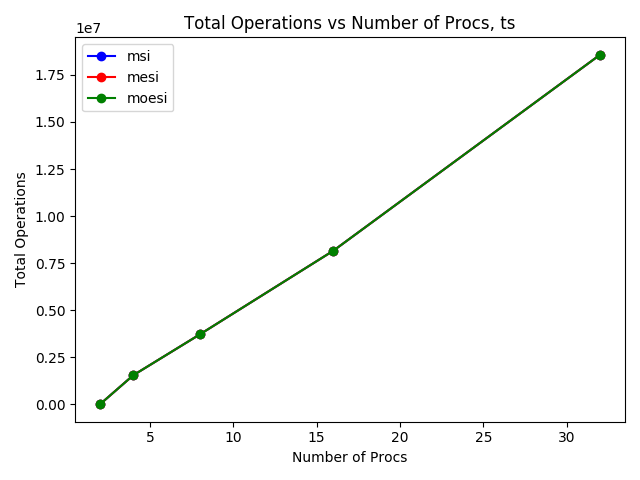 Total Operations vs Number of Procs, ts
1e7
msi
mesi
moesi
Total Operations
1.75
1.50
1.25
1.00
0.75
0.50
0.25
0.00
5 10 15 20 25 30
Number of Procs